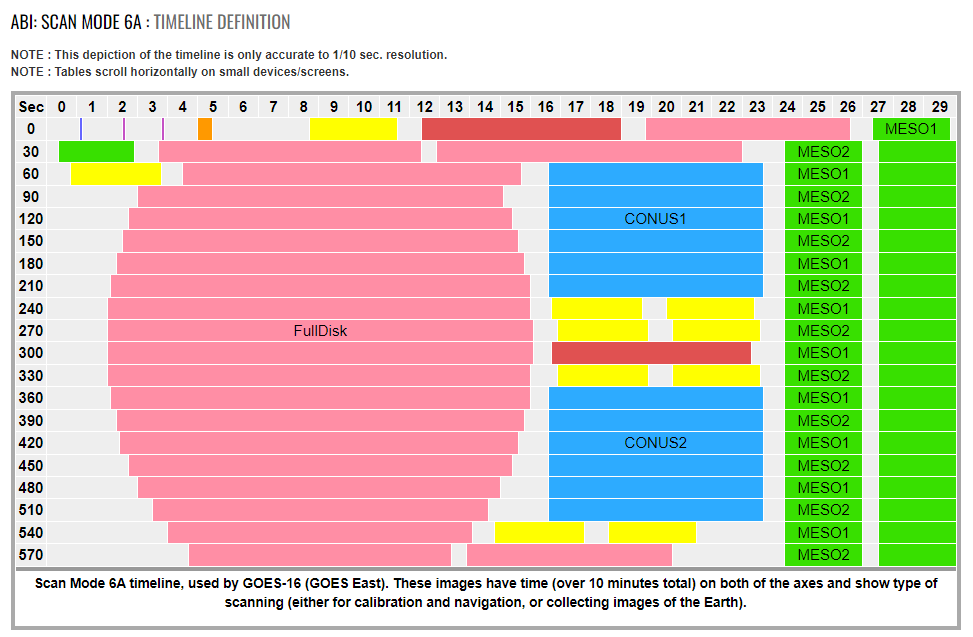 ABI: SCAN MODE 6A : TIMELINE DEFINITION
NOTE : This depiction of the timeline is only accurate to 1/10 sec. resolution.
NOTE : Tables scroll horizontally on small devices/screens.
Sec 0 1 2 3 4 5 6 7 8 9 10 11 12 13 14 15 16 17 18 19 20 21 22 23 24 25 26 27 28 29
0 MESO1
30 MESO2
60 MESO1
90 MESO2
120 CONUS1 MESO1
150 MESO2
180 MESO1
210 MESO2
240 MESO1
270 FullDisk MESO2
300 MESO1
330 MESO2
360 MESO1
390 MESO2
420 CONUS2 MESO1
450 MESO2
480 MESO1
510 MESO2
540 MESO1
570 MESO2
Scan Mode 6A timeline, used by GOES-16 (GOES East). These images have time (over 10 minutes total) on both of the axes and show type of
scanning (either for calibration and navigation, or collecting images of the Earth).